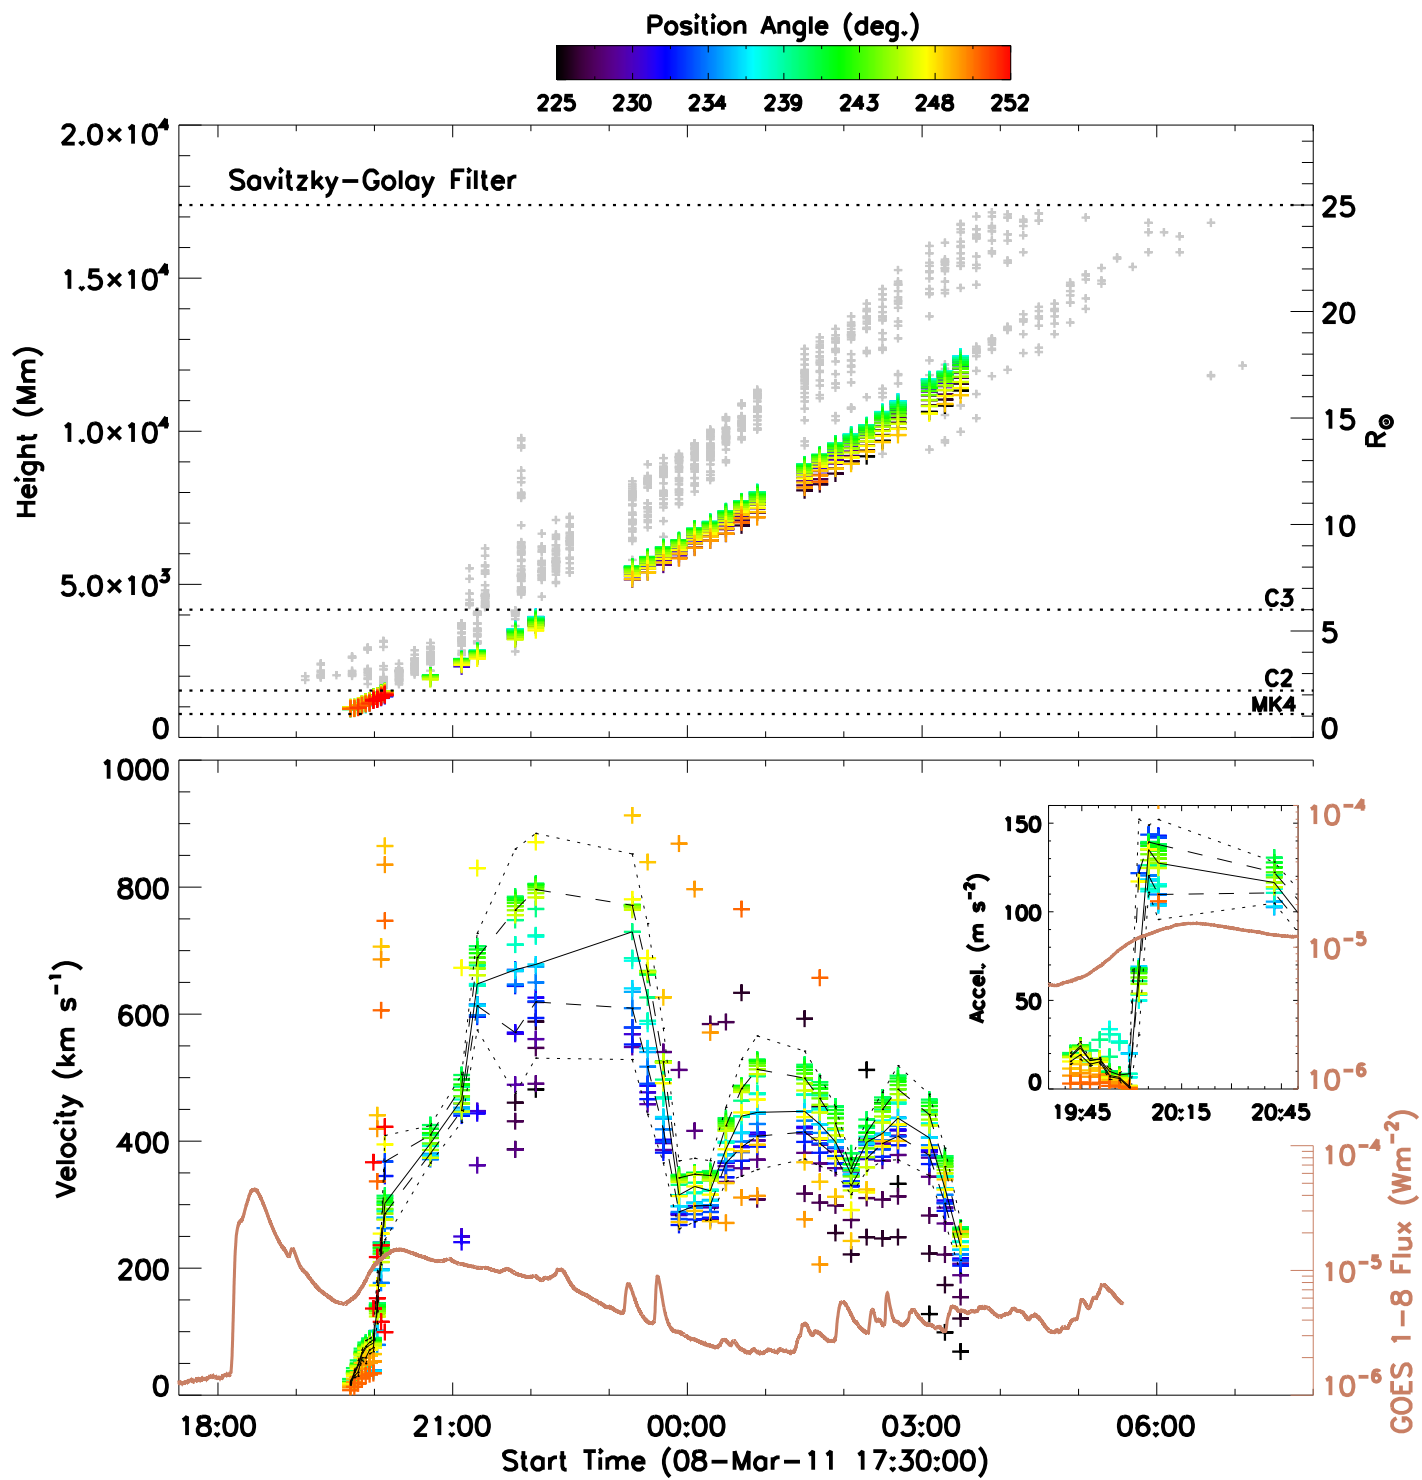 Position Angle (deg.)
225 230 234 239 243 248 252
2.0×10⁴
Savitzky-Golay Filter
25
1.5×10⁴
20
Height (Mm)
1.0×10⁴
15
R⊙
10
5.0×10³
C3
5
C2
MK4
0
0
1000
800
600
400
200
0
Velocity (km s⁻¹)
150
100
50
0
Accel. (m s⁻²)
10⁻⁴
10⁻⁵
10⁻⁶
19:45 20:15 20:45
10⁻⁴
10⁻⁵
10⁻⁶
GOES 1-8 Flux (Wm⁻²)
18:00 21:00 00:00 03:00 06:00
Start Time (08-Mar-11 17:30:00)